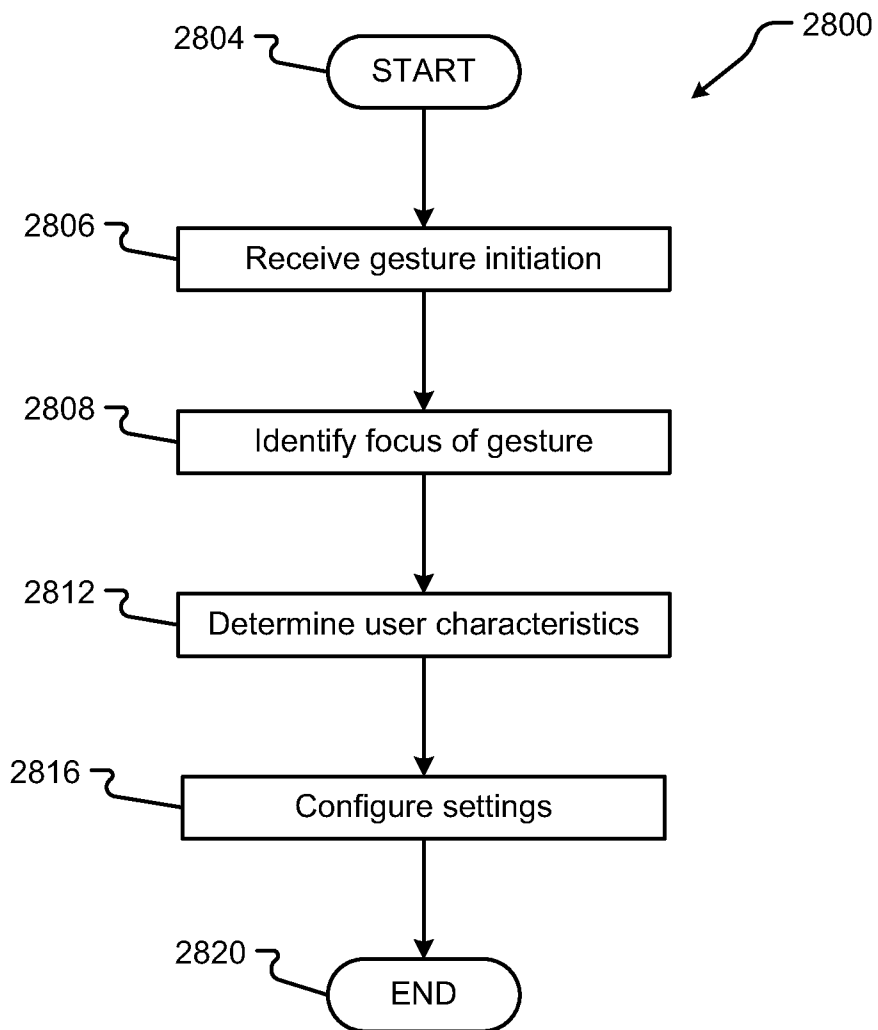 2800
2804
START
2806
Receive gesture initiation
2808
Identify focus of gesture
2812
Determine user characteristics
2816
Configure settings
2820
END